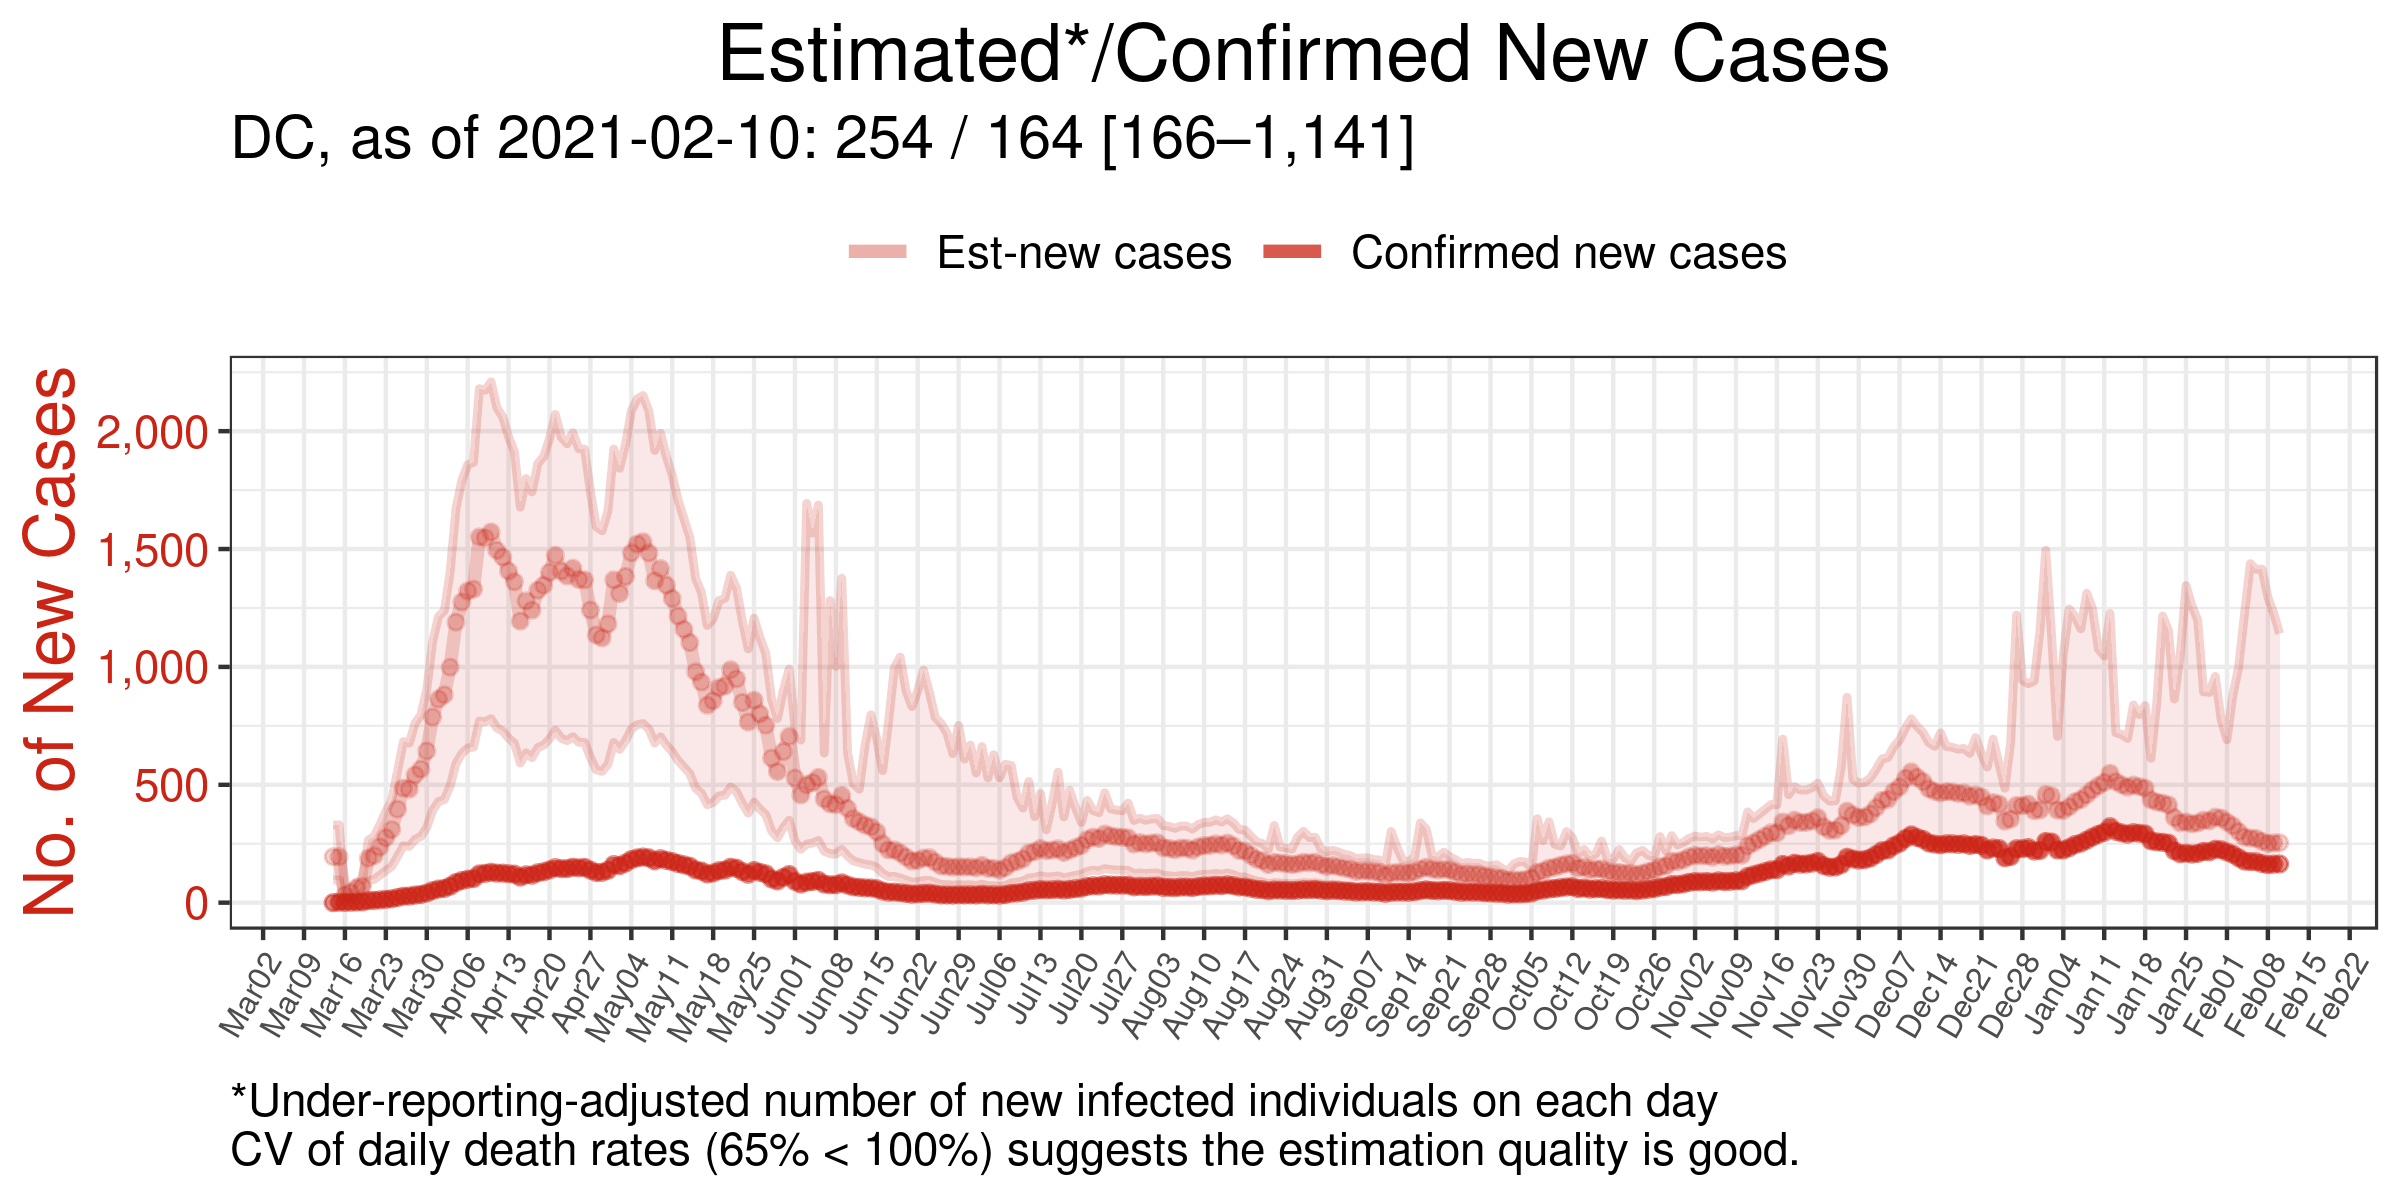 Estimated*/Confirmed New Cases
DC, as of 2021-02-10: 254 / 164 [166–1,141]
Est-new cases Confirmed new cases
No. of New Cases
2,000
1,500
1,000
500
0
Mar02 Mar09 Mar16 Mar23 Mar30 Apr06 Apr13 Apr20 Apr27 May04 May11 May18 May25 Jun01 Jun08 Jun15 Jun22 Jun29 Jul06 Jul13 Jul20 Jul27 Aug03 Aug10 Aug17 Aug24 Aug31 Sep07 Sep14 Sep21 Sep28 Oct05 Oct12 Oct19 Oct26 Nov02 Nov09 Nov16 Nov23 Nov30 Dec07 Dec14 Dec21 Dec28 Jan04 Jan11 Jan18 Jan25 Feb01 Feb08 Feb15 Feb22
*Under-reporting-adjusted number of new infected individuals on each day
CV of daily death rates (65% < 100%) suggests the estimation quality is good.